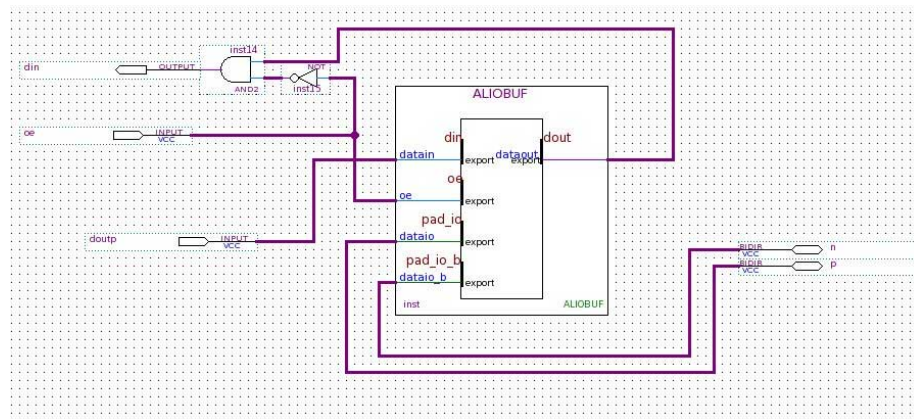 inst14
din
OUTPUT
NOT
inst15
AND2
ALIOBUF
oe
INPUT
VCC
din
dout
datain
export
dataout
export
oe
oe
export
doutp
INPUT
VCC
pad_io
dataio
export
BIDIR
VCC
n
pad_io_b
BIDIR
VCC
p
dataio_b
export
inst
ALIOBUF